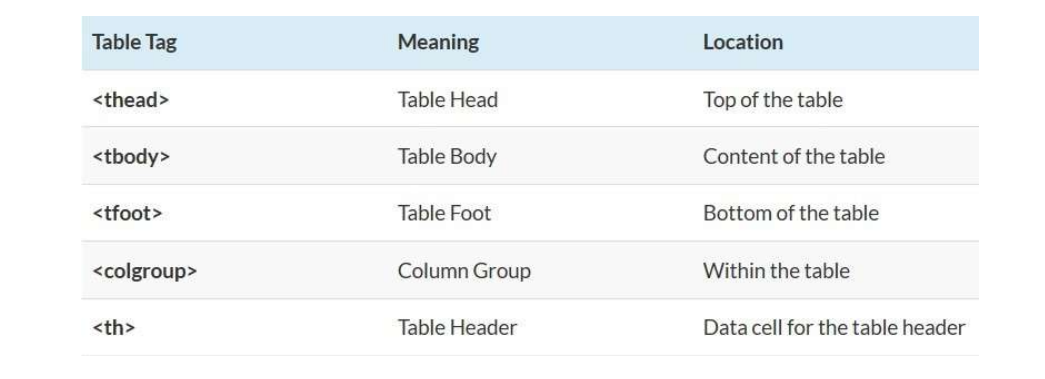 Table Tag Meaning Location
<thead> Table Head Top of the table
<tbody> Table Body Content of the table
<tfoot> Table Foot Bottom of the table
<colgroup> Column Group Within the table
<th> Table Header Data cell for the table header